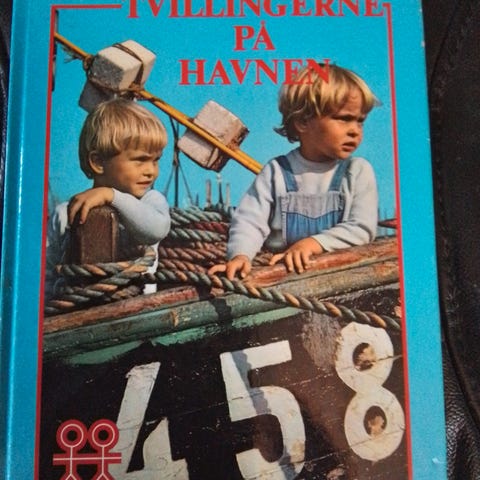 TVILLINGERNE
PÅ
HAVNEN
458